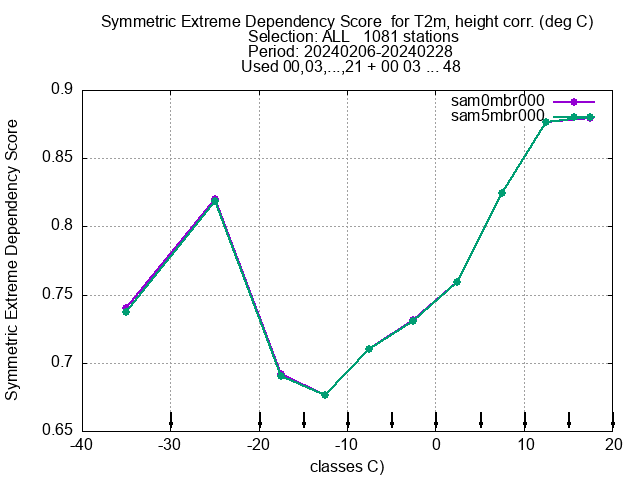 Symmetric Extreme Dependency Score  for T2m, height corr. (deg C)
Selection: ALL   1081 stations
Period: 20240206-20240228
Used 00,03,...,21 + 00 03 ... 48
sam0mbr000
sam5mbr000
Symmetric Extreme Dependency Score
0.9
0.85
0.8
0.75
0.7
0.65
-40 -30 -20 -10 0 10 20
classes C)